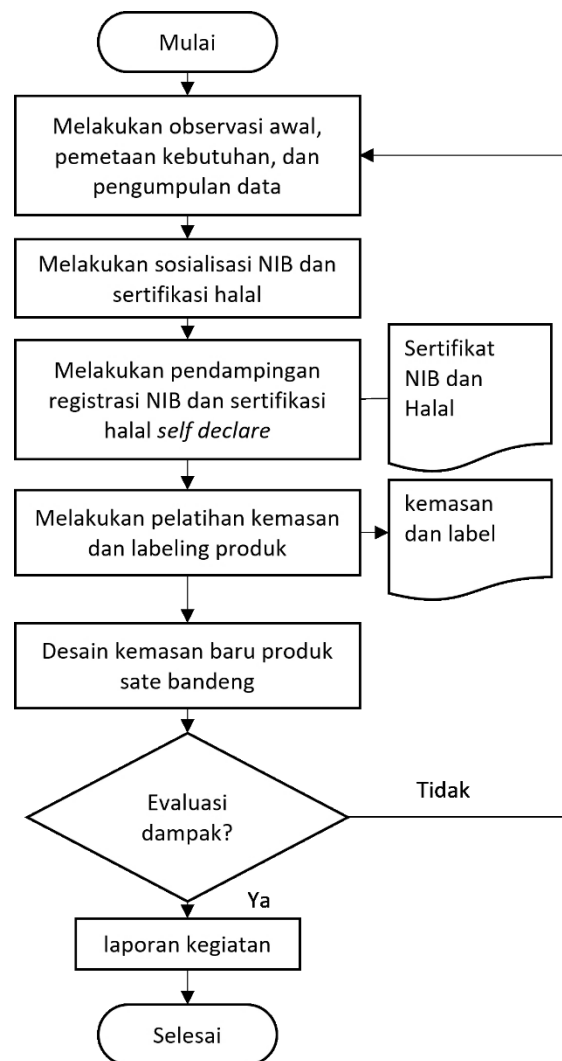 Mulai
Melakukan observasi awal,
pemetaan kebutuhan, dan
pengumpulan data
Melakukan sosialisasi NIB dan
sertifikasi halal
Melakukan pendampingan
registrasi NIB dan sertifikasi
halal self declare
Sertifikat
NIB dan
Halal
Melakukan pelatihan kemasan
dan labeling produk
kemasan
dan label
Desain kemasan baru produk
sate bandeng
Evaluasi
dampak?
Tidak
Ya
laporan kegiatan
Selesai